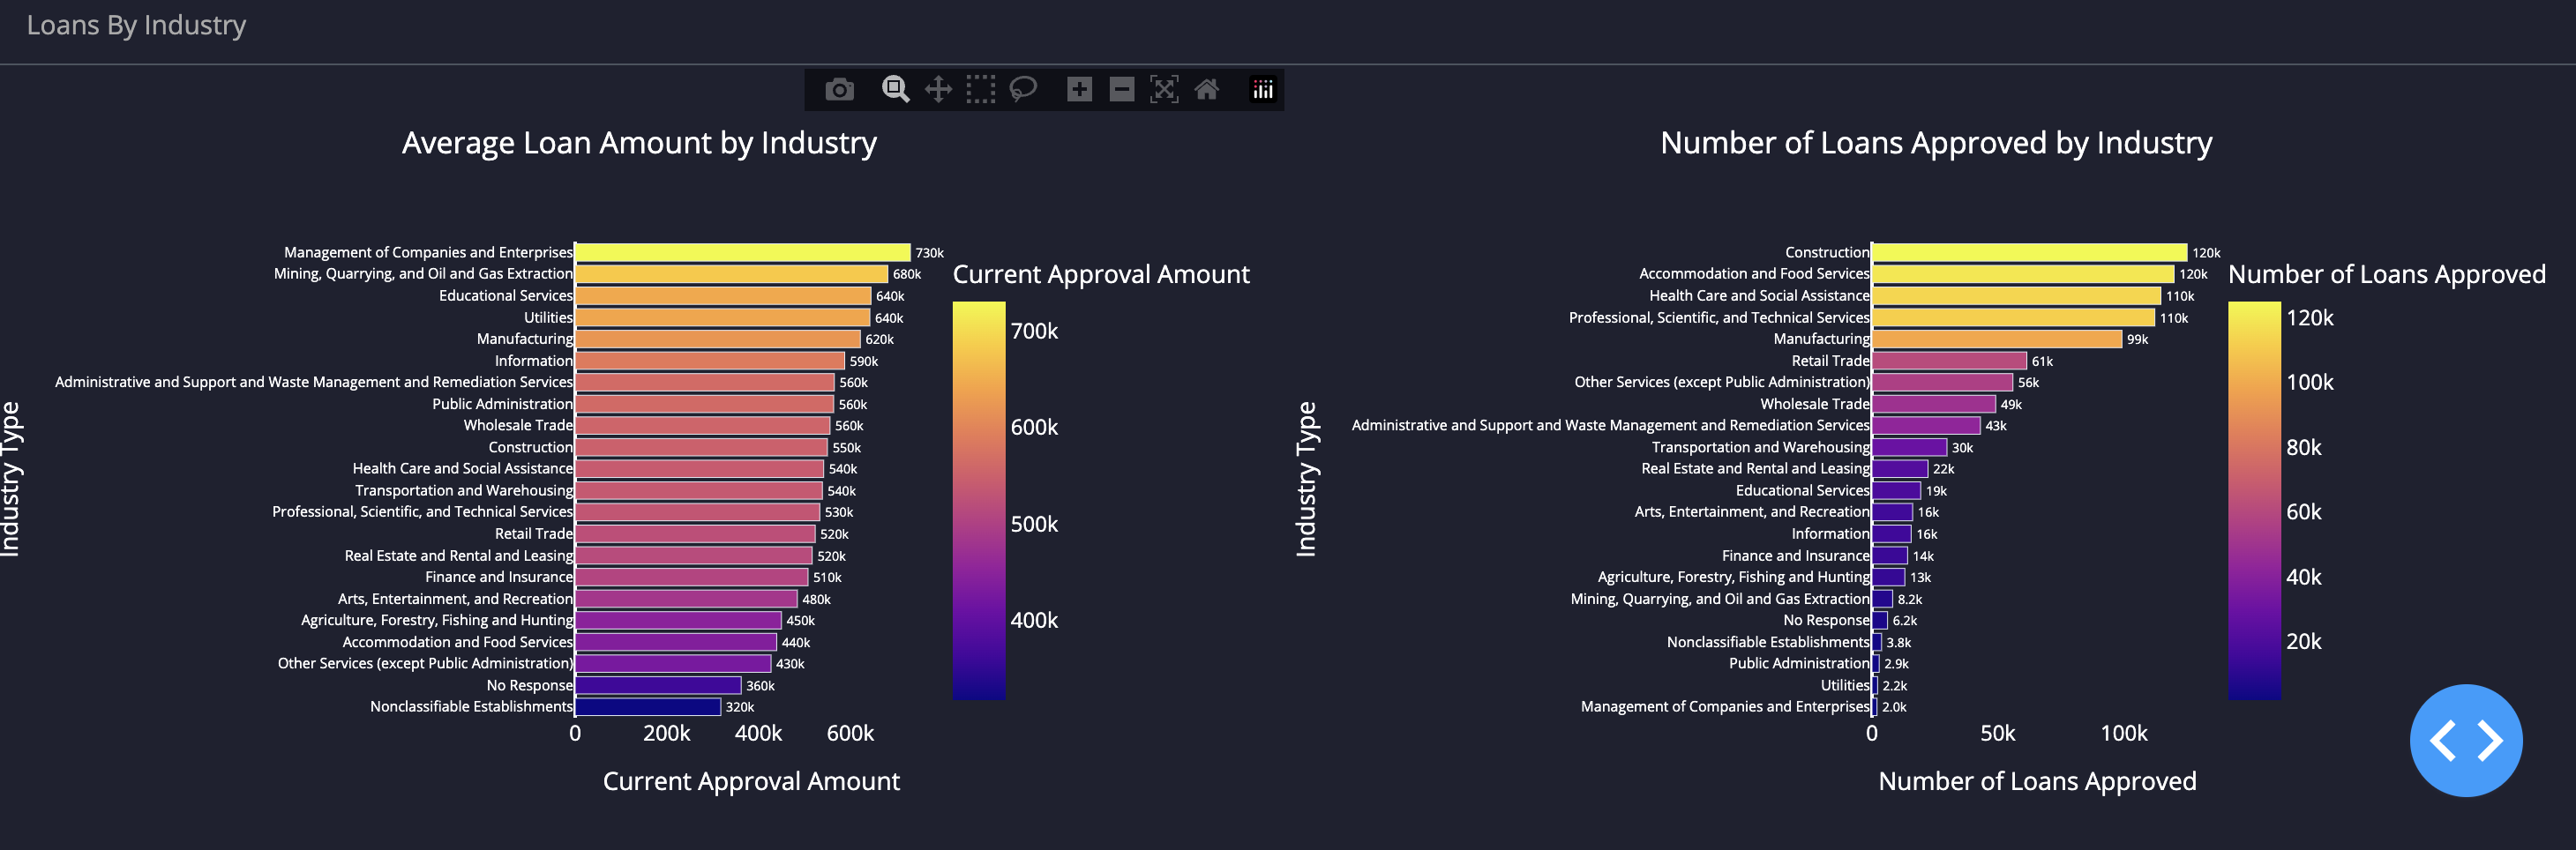 Loans By Industry
Average Loan Amount by Industry
Industry Type
Management of Companies and Enterprises 730k
Mining, Quarrying, and Oil and Gas Extraction 680k
Educational Services 640k
Utilities 640k
Manufacturing 620k
Information 590k
Administrative and Support and Waste Management and Remediation Services 560k
Public Administration 560k
Wholesale Trade 560k
Construction 550k
Health Care and Social Assistance 540k
Transportation and Warehousing 540k
Professional, Scientific, and Technical Services 530k
Retail Trade 520k
Real Estate and Rental and Leasing 520k
Finance and Insurance 510k
Arts, Entertainment, and Recreation 480k
Agriculture, Forestry, Fishing and Hunting 450k
Accommodation and Food Services 440k
Other Services (except Public Administration) 430k
No Response 360k
Nonclassifiable Establishments 320k
0 200k 400k 600k
Current Approval Amount
Current Approval Amount
700k
600k
500k
400k
Number of Loans Approved by Industry
Industry Type
Construction 120k
Accommodation and Food Services 120k
Health Care and Social Assistance 110k
Professional, Scientific, and Technical Services 110k
Manufacturing 99k
Retail Trade 61k
Other Services (except Public Administration) 56k
Wholesale Trade 49k
Administrative and Support and Waste Management and Remediation Services 43k
Transportation and Warehousing 30k
Real Estate and Rental and Leasing 22k
Educational Services 19k
Arts, Entertainment, and Recreation 16k
Information 16k
Finance and Insurance 14k
Agriculture, Forestry, Fishing and Hunting 13k
Mining, Quarrying, and Oil and Gas Extraction 8.2k
No Response 6.2k
Nonclassifiable Establishments 3.8k
Public Administration 2.9k
Utilities 2.2k
Management of Companies and Enterprises 2.0k
0 50k 100k
Number of Loans Approved
Number of Loans Approved
120k
100k
80k
60k
40k
20k